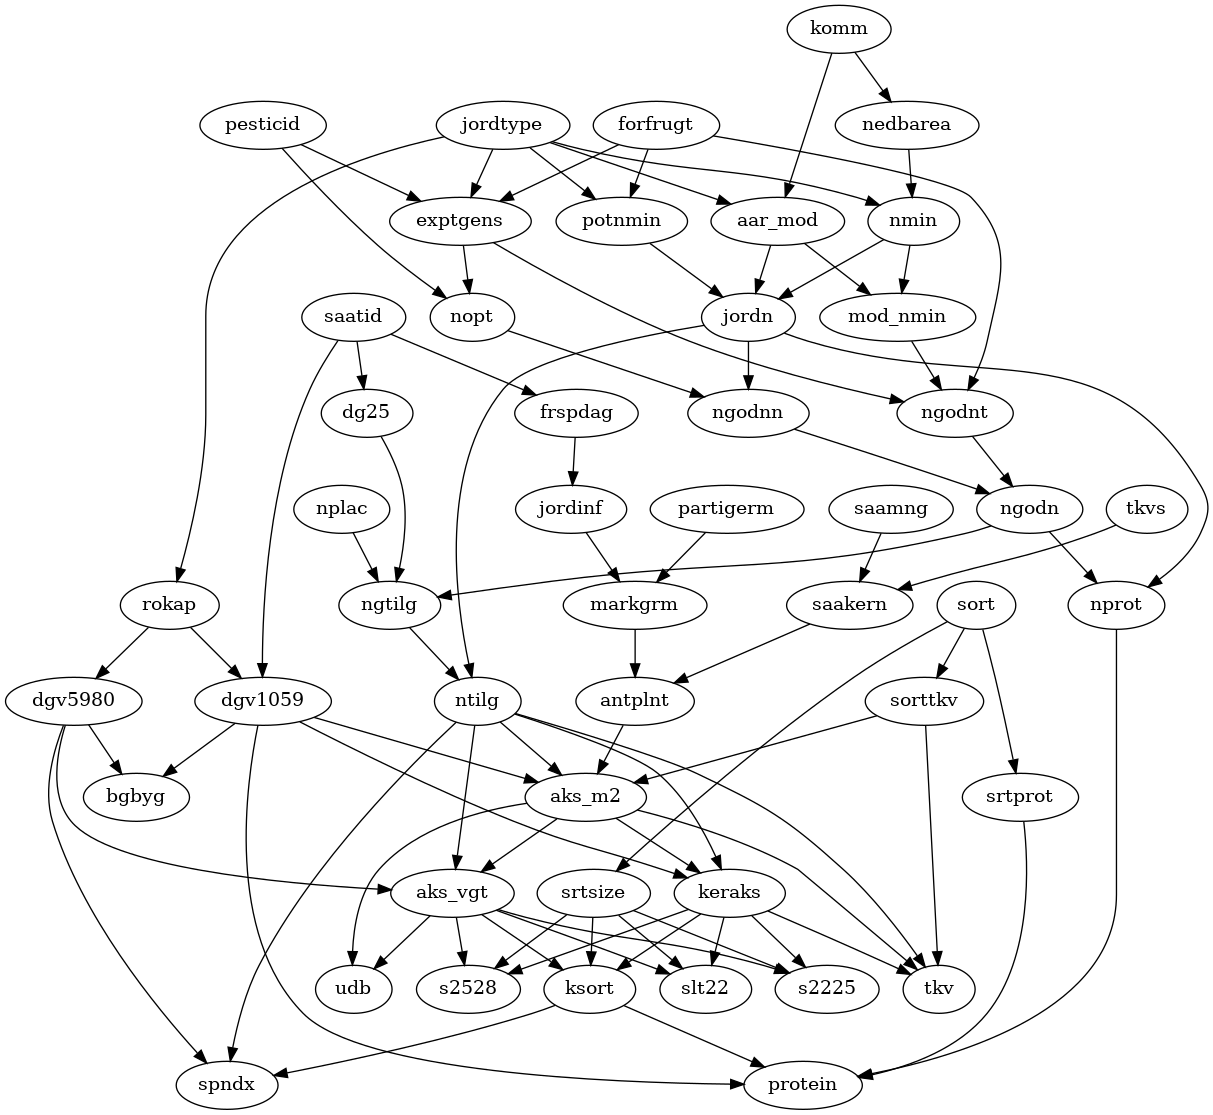 komm
pesticid
jordtype
forfrugt
nedbarea
exptgens
potnmin
aar_mod
nmin
saatid
nopt
jordn
mod_nmin
dg25
frspdag
ngodnn
ngodnt
nplac
jordinf
partigerm
saamng
ngodn
tkvs
rokap
ngtilg
markgrm
saakern
sort
nprot
dgv5980
dgv1059
ntilg
antplnt
sorttkv
bgbyg
aks_m2
srtprot
aks_vgt
srtsize
keraks
udb
s2528
ksort
slt22
s2225
tkv
spndx
protein